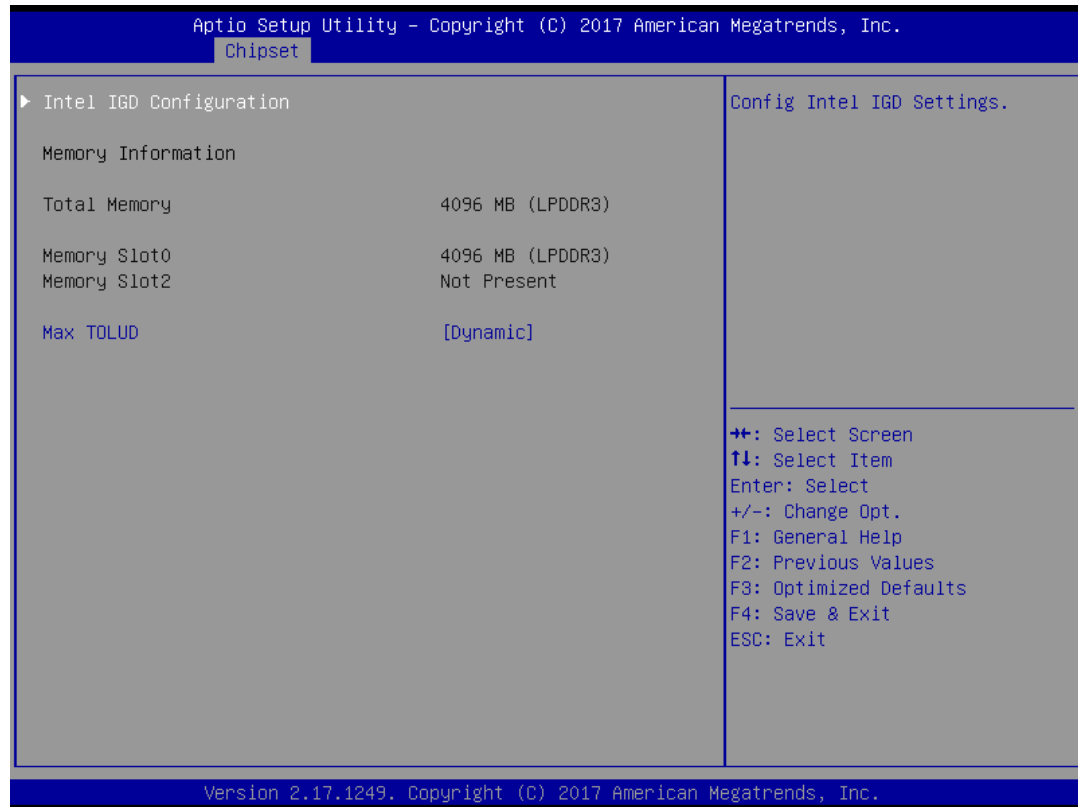 Aptio Setup Utility – Copyright (C) 2017 American Megatrends, Inc.
Chipset
▶ Intel IGD Configuration
Config Intel IGD Settings.
Memory Information
Total Memory 4096 MB (LPDDR3)
Memory Slot0 4096 MB (LPDDR3)
Memory Slot2 Not Present
Max TOLUD [Dynamic]
→←: Select Screen
↑↓: Select Item
Enter: Select
+/-: Change Opt.
F1: General Help
F2: Previous Values
F3: Optimized Defaults
F4: Save & Exit
ESC: Exit
Version 2.17.1249. Copyright (C) 2017 American Megatrends, Inc.